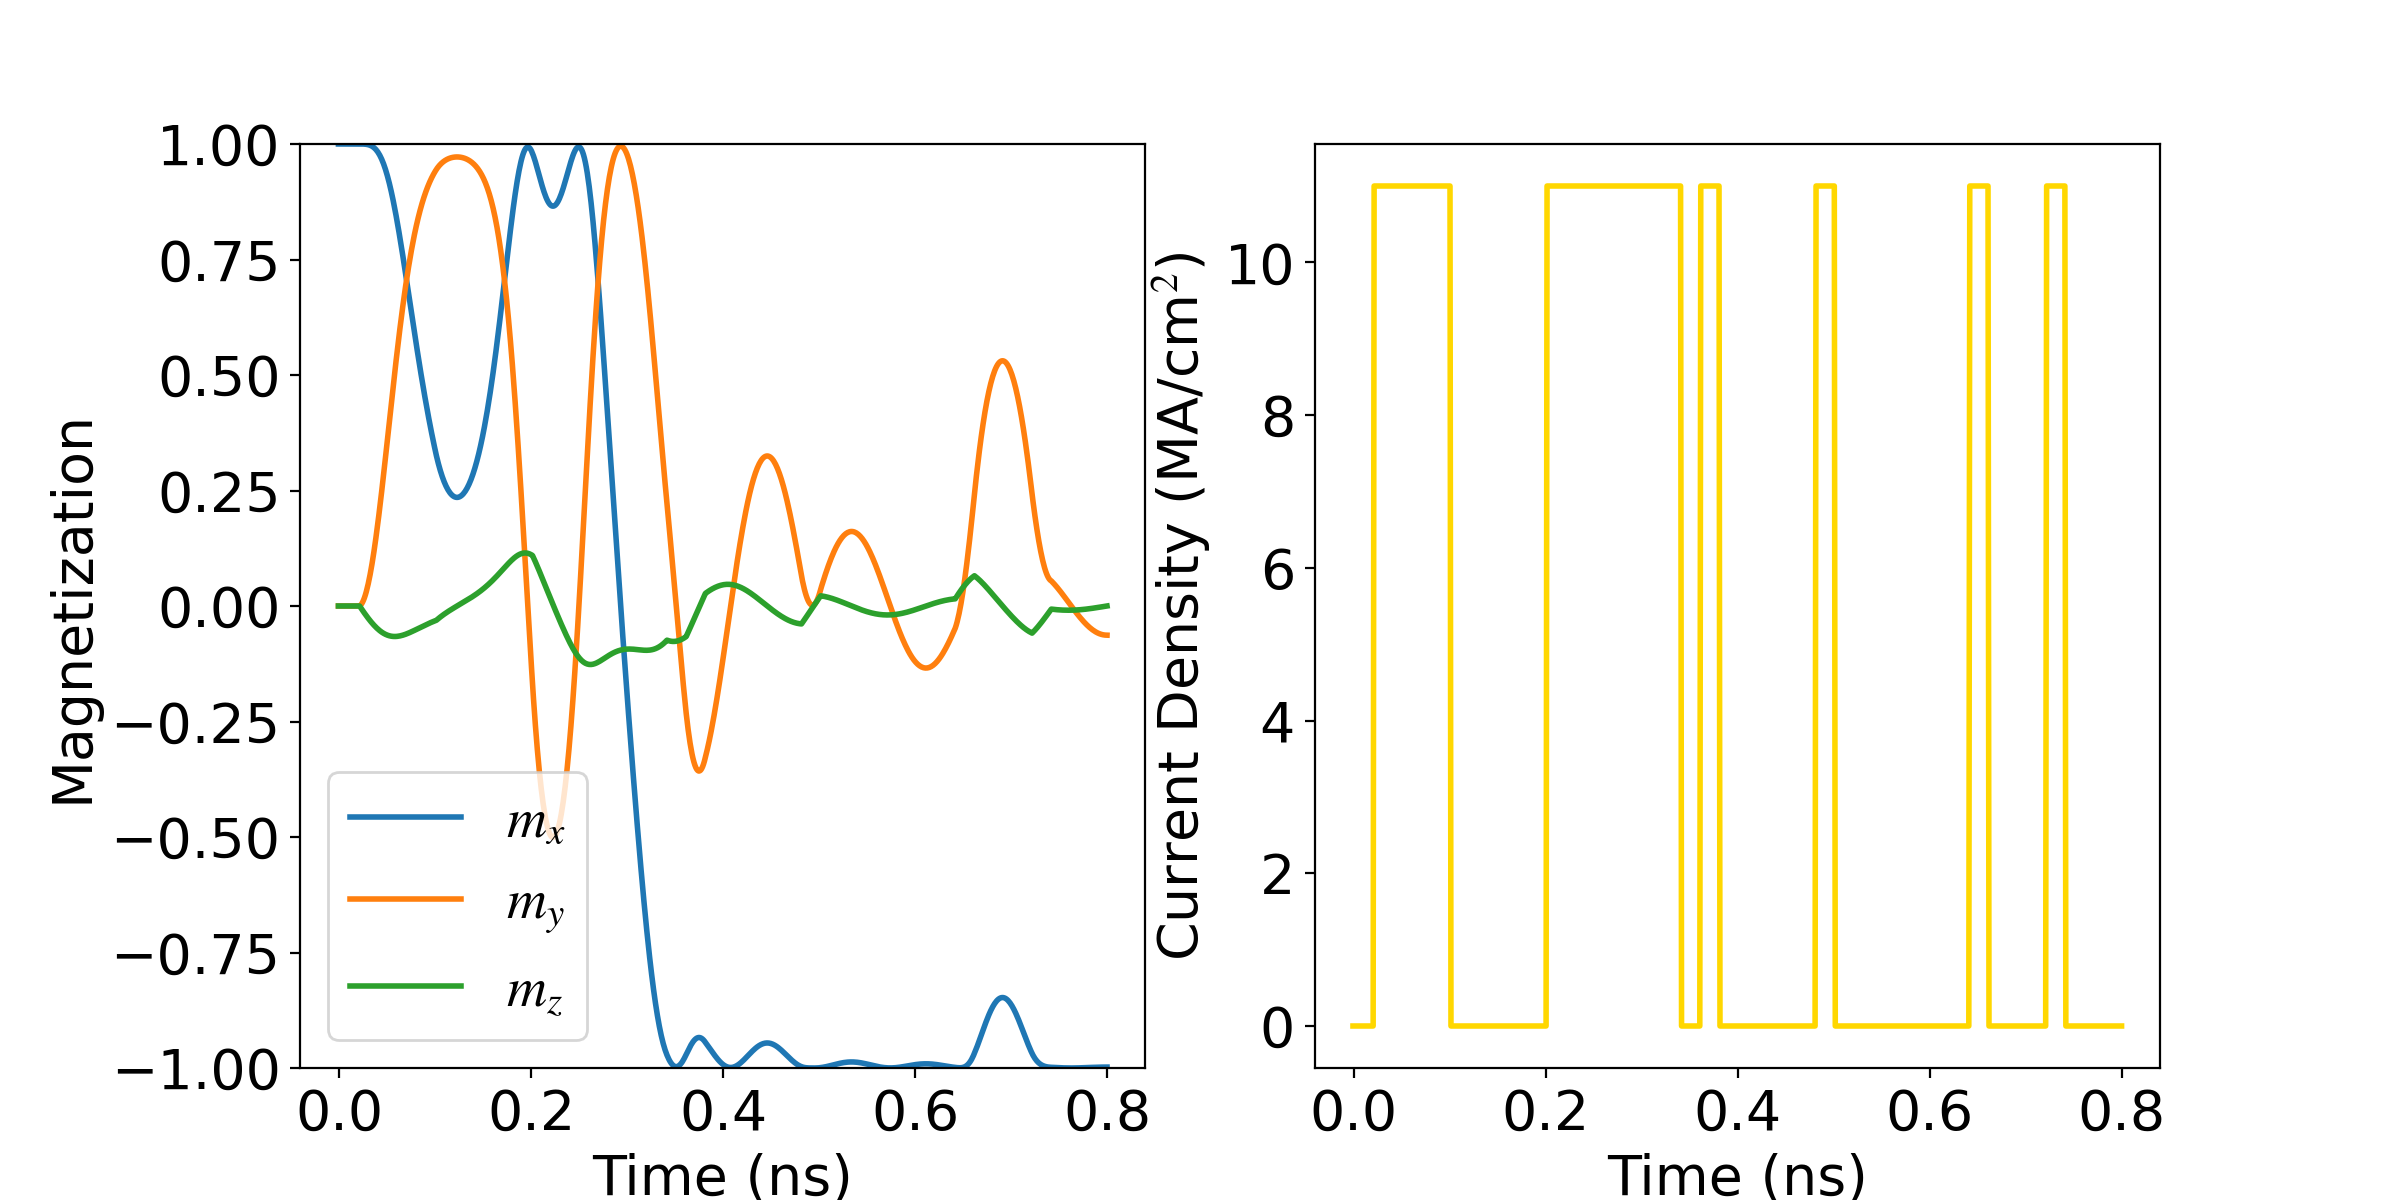 1.00
0.75
0.50
0.25
0.00
−0.25
−0.50
−0.75
−1.00
Magnetization
m_x
m_y
m_z
0.0 0.2 0.4 0.6 0.8
Time (ns)
Current Density (MA/cm²)
10
8
6
4
2
0
0.0 0.2 0.4 0.6 0.8
Time (ns)